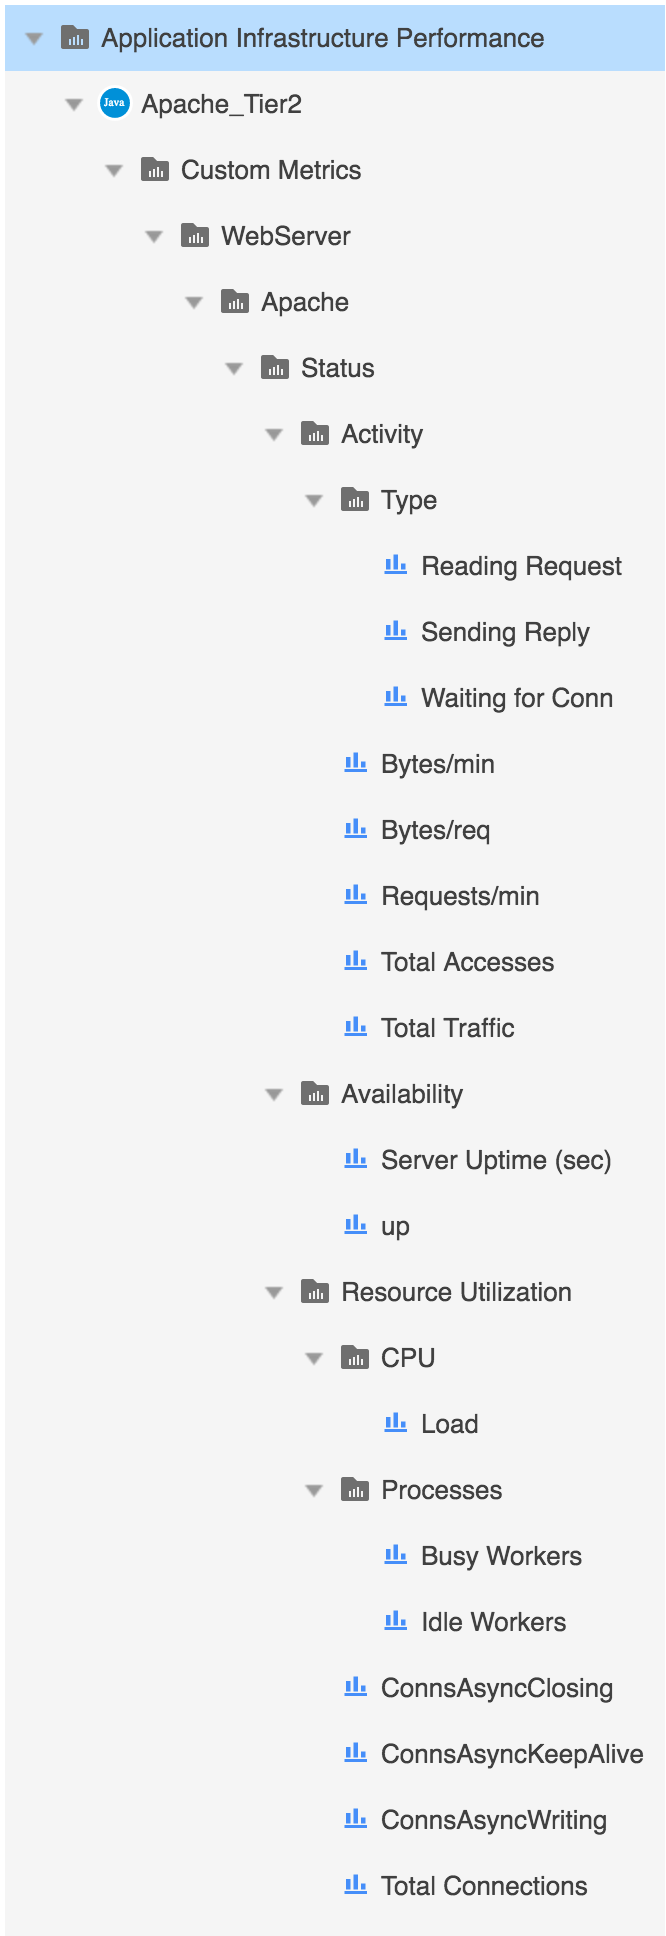 Application Infrastructure Performance
Java Apache_Tier2
Custom Metrics
WebServer
Apache
Status
Activity
Type
Reading Request
Sending Reply
Waiting for Conn
Bytes/min
Bytes/req
Requests/min
Total Accesses
Total Traffic
Availability
Server Uptime (sec)
up
Resource Utilization
CPU
Load
Processes
Busy Workers
Idle Workers
ConnsAsyncClosing
ConnsAsyncKeepAlive
ConnsAsyncWriting
Total Connections